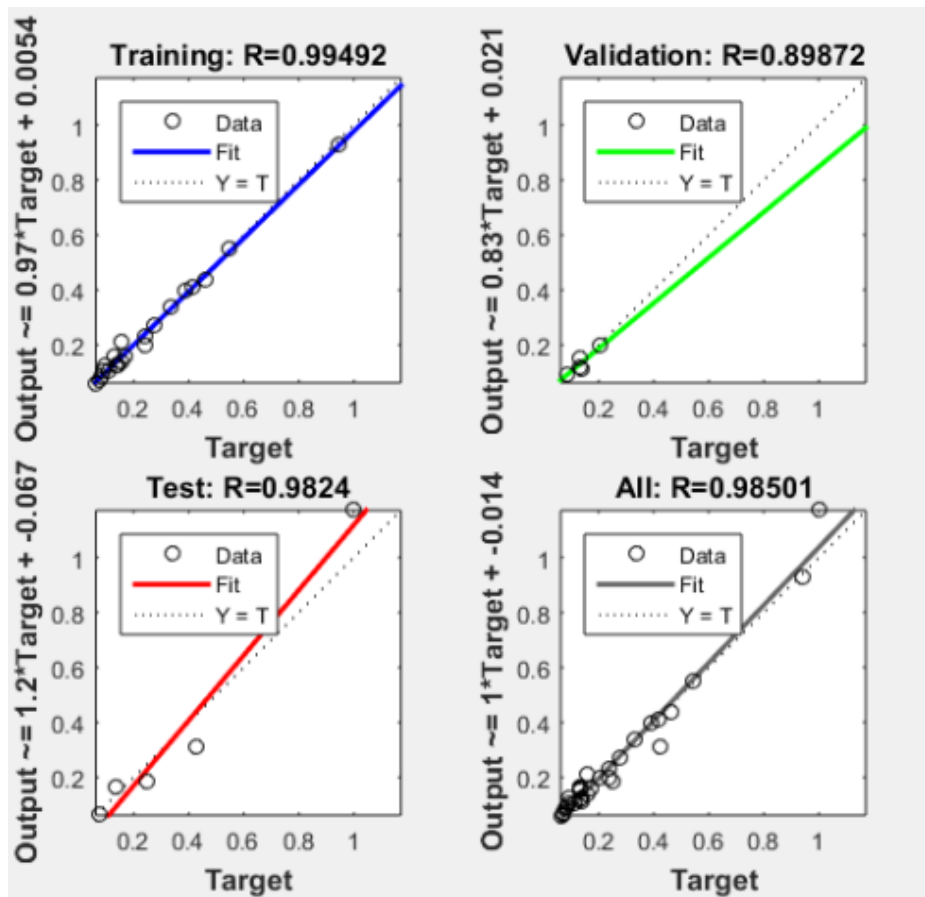 Training: R=0.99492
Output ~= 0.97*Target + 0.0054
Data
Fit
Y = T
1
0.8
0.6
0.4
0.2
0.2 0.4 0.6 0.8 1
Target
Validation: R=0.89872
Output ~= 0.83*Target + 0.021
Data
Fit
Y = T
1
0.8
0.6
0.4
0.2
0.2 0.4 0.6 0.8 1
Target
Test: R=0.9824
Output ~= 1.2*Target + -0.067
Data
Fit
Y = T
1
0.8
0.6
0.4
0.2
0.2 0.4 0.6 0.8 1
Target
All: R=0.98501
Output ~= 1*Target + -0.014
Data
Fit
Y = T
1
0.8
0.6
0.4
0.2
0.2 0.4 0.6 0.8 1
Target